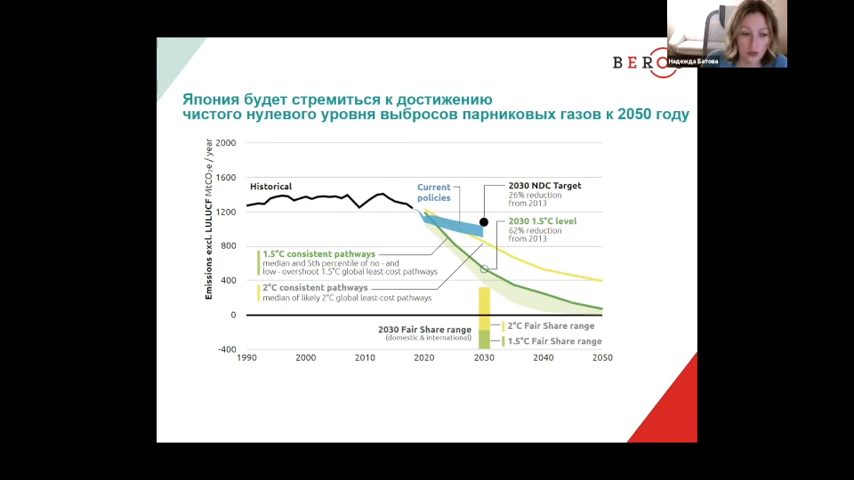 BERO
Надежда Батова
Япония будет стремиться к достижению
чистого нулевого уровня выбросов парниковых газов к 2050 году
Emissions excl. LULUCF MtCO₂e / year
2000
1600
1200
800
400
0
-400
Historical
Current
policies
2030 NDC Target
26% reduction
from 2013
2030 1.5°C level
62% reduction
from 2013
1.5°C consistent pathways
median and 5th percentile of no - and
low - overshoot 1.5°C global least-cost pathways
2°C consistent pathways
median of likely 2°C global least-cost pathways
2030 Fair Share range
(domestic & international)
2°C Fair Share range
1.5°C Fair Share range
1990 2000 2010 2020 2030 2040 2050